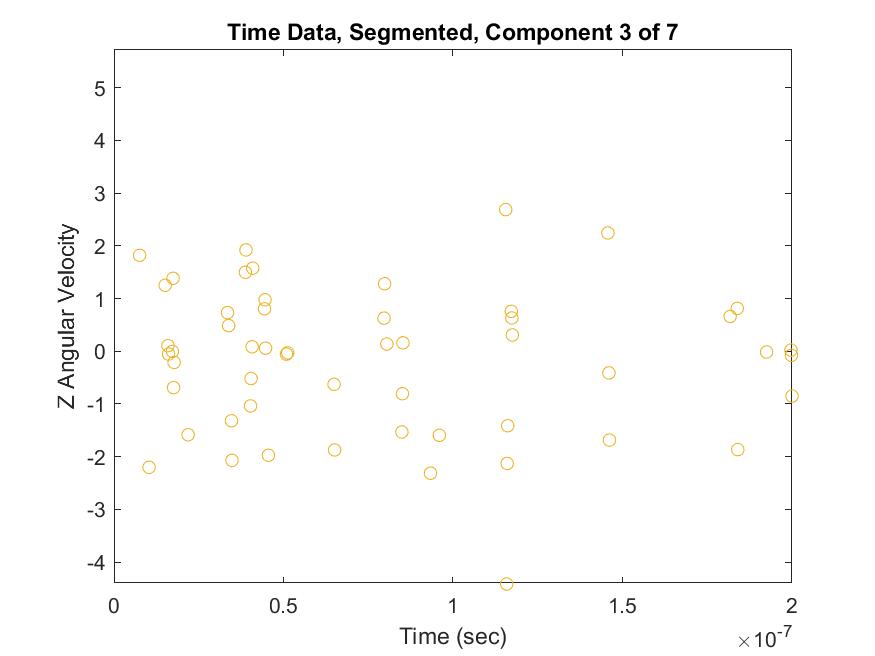 Time Data, Segmented, Component 3 of 7
5
4
3
2
1
0
-1
-2
-3
-4
Z Angular Velocity
0 0.5 1 1.5 2
Time (sec)
×10-7